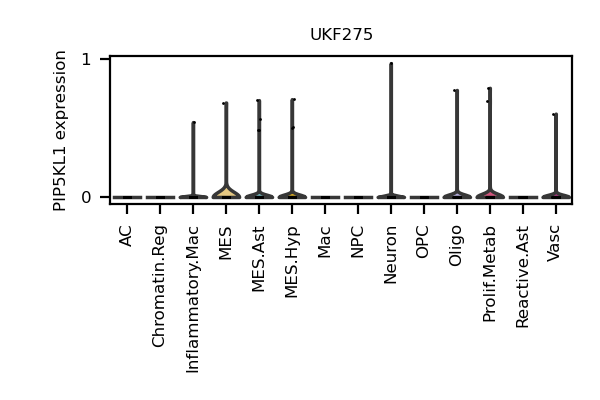 UKF275
PIP5KL1 expression
1
0
AC
Chromatin.Reg
Inflammatory.Mac
MES
MES.Ast
MES.Hyp
Mac
NPC
Neuron
OPC
Oligo
Prolif.Metab
Reactive.Ast
Vasc